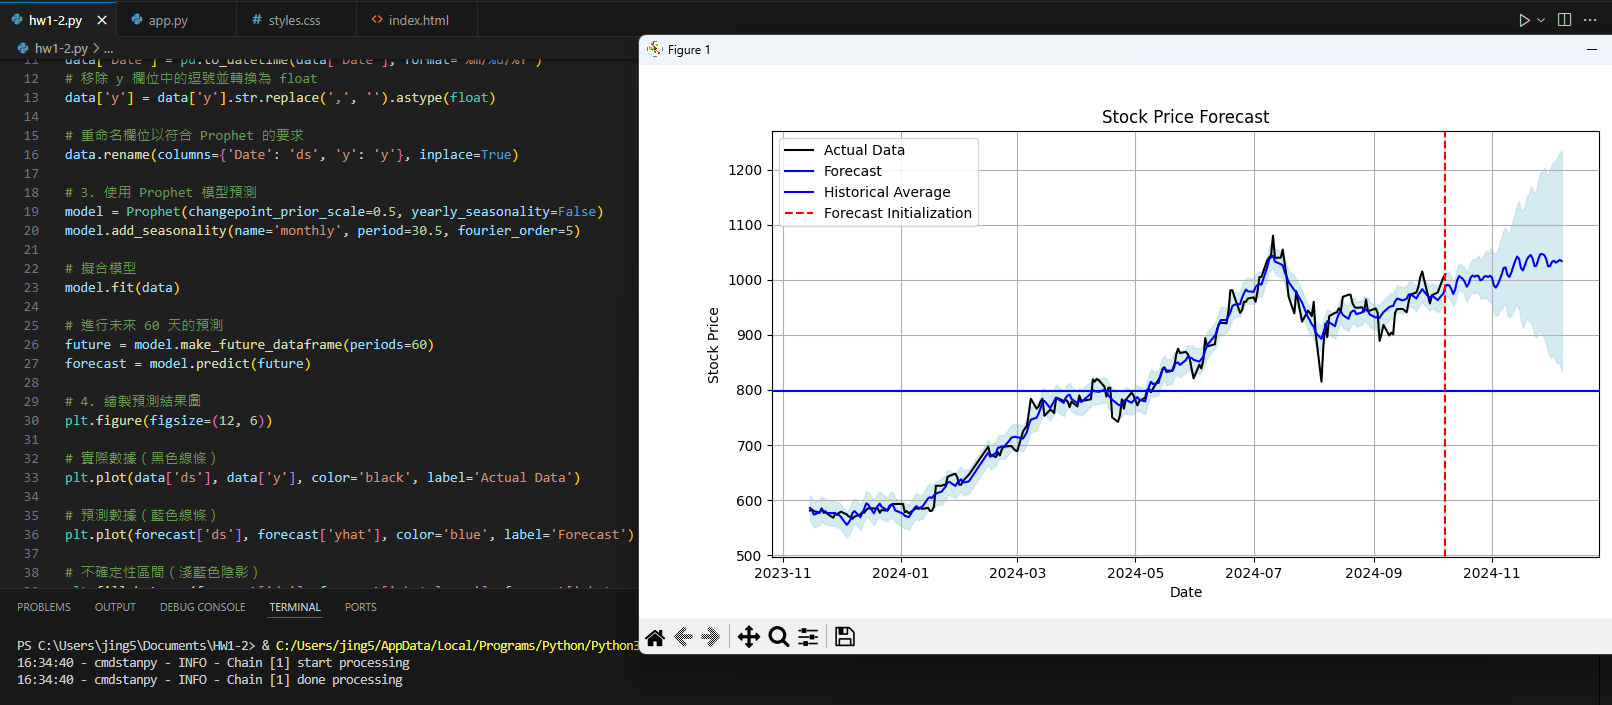 hw1-2.py
app.py
# styles.css
<> index.html
hw1-2.py > ...
11 data['Date'] = pd.to_datetime(data['Date'], format='%m/%d/%Y')
12 # 移除 y 欄位中的逗號並轉換為 float
13 data['y'] = data['y'].str.replace(',', '').astype(float)
14
15 # 重命名欄位以符合 Prophet 的要求
16 data.rename(columns={'Date': 'ds', 'y': 'y'}, inplace=True)
17
18 # 3. 使用 Prophet 模型預測
19 model = Prophet(changepoint_prior_scale=0.5, yearly_seasonality=False)
20 model.add_seasonality(name='monthly', period=30.5, fourier_order=5)
21
22 # 擬合模型
23 model.fit(data)
24
25 # 進行未來 60 天的預測
26 future = model.make_future_dataframe(periods=60)
27 forecast = model.predict(future)
28
29 # 4. 繪製預測結果圖
30 plt.figure(figsize=(12, 6))
31
32 # 實際數據（黑色線條）
33 plt.plot(data['ds'], data['y'], color='black', label='Actual Data')
34
35 # 預測數據（藍色線條）
36 plt.plot(forecast['ds'], forecast['yhat'], color='blue', label='Forecast')
37
38 # 不確定性區間（淺藍色陰影）
PROBLEMS OUTPUT DEBUG CONSOLE TERMINAL PORTS
PS C:\Users\jing5\Documents\HW1-2> & C:/Users/jing5/AppData/Local/Programs/Python/Python3
16:34:40 - cmdstanpy - INFO - Chain [1] start processing
16:34:40 - cmdstanpy - INFO - Chain [1] done processing
Figure 1
Stock Price Forecast
Actual Data
Forecast
Historical Average
Forecast Initialization
Stock Price
1200
1100
1000
900
800
700
600
500
2023-11 2024-01 2024-03 2024-05 2024-07 2024-09 2024-11
Date